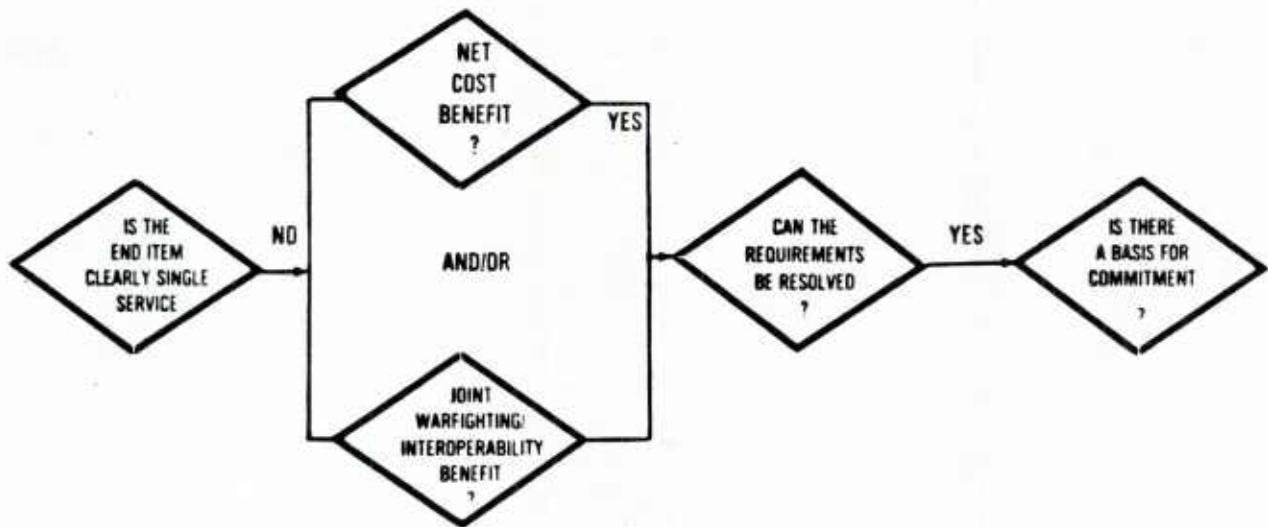 IS THE
END ITEM
CLEARLY SINGLE
SERVICE
NO
NET
COST
BENEFIT
?
YES
AND/OR
JOINT
WARFIGHTING/
INTEROPERABILITY
BENEFIT
?
CAN THE
REQUIREMENTS
BE RESOLVED
?
YES
IS THERE
A BASIS FOR
COMMITMENT
?